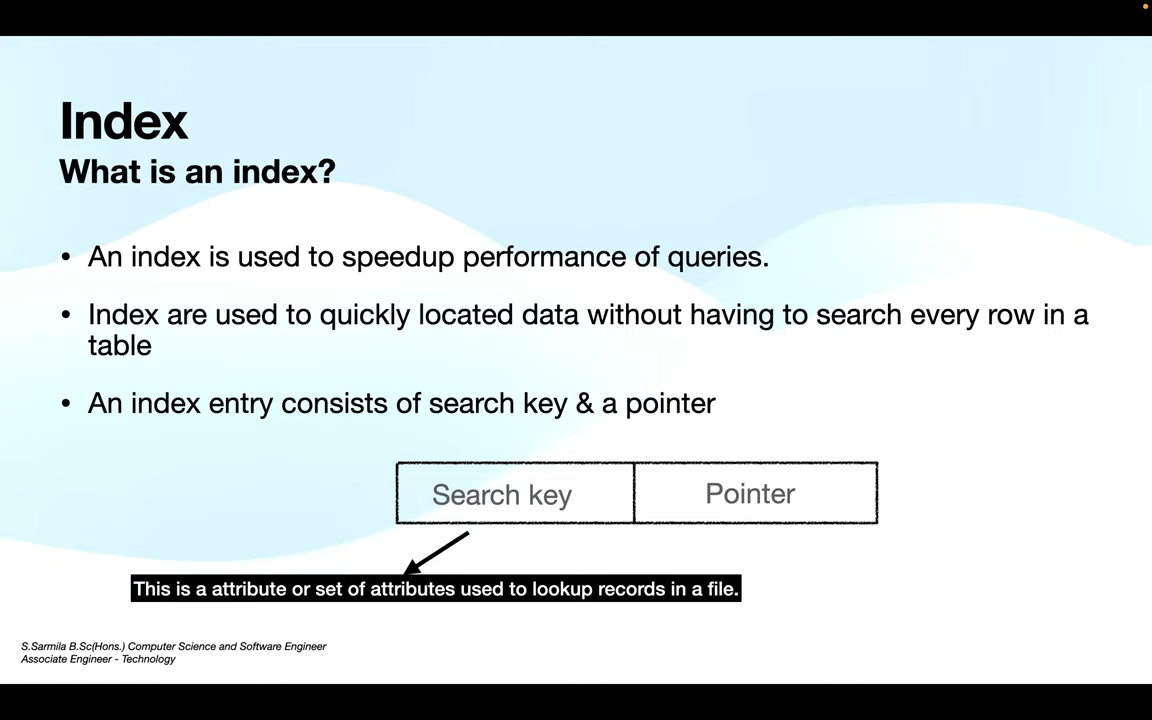 Index
What is an index?
• An index is used to speedup performance of queries.
• Index are used to quickly located data without having to search every row in a
table
• An index entry consists of search key & a pointer
Search key Pointer
This is a attribute or set of attributes used to lookup records in a file.
S.Sarmila B.Sc(Hons.) Computer Science and Software Engineer
Associate Engineer - Technology